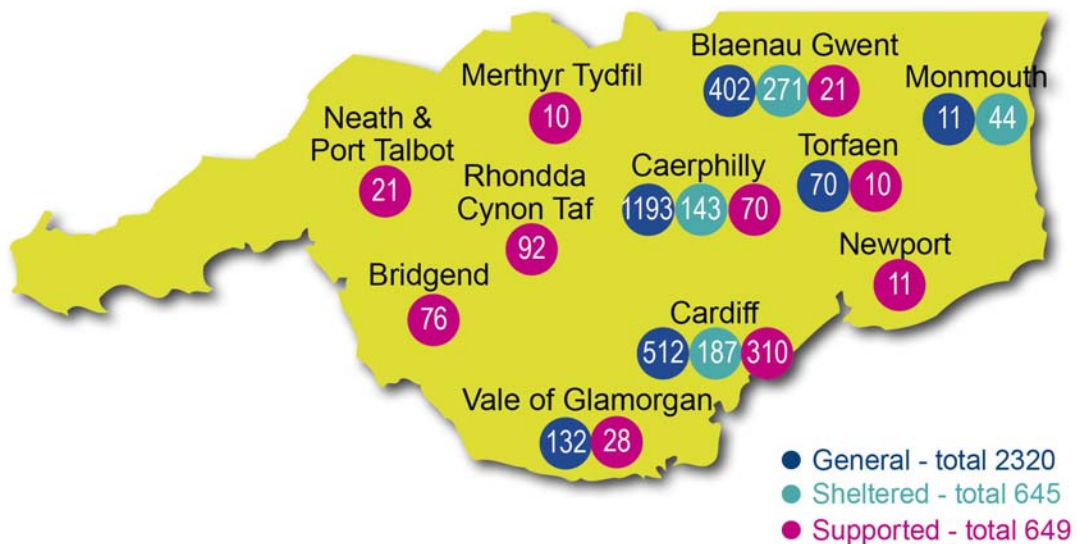 Blaenau Gwent
402 271 21
Merthyr Tydfil
10
Monmouth
11 44
Neath &
Port Talbot
21
Torfaen
70 10
Caerphilly
1193 143 70
Rhondda
Cynon Taf
92
Newport
11
Bridgend
76
Cardiff
512 187 310
Vale of Glamorgan
132 28
General - total 2320
Sheltered - total 645
Supported - total 649